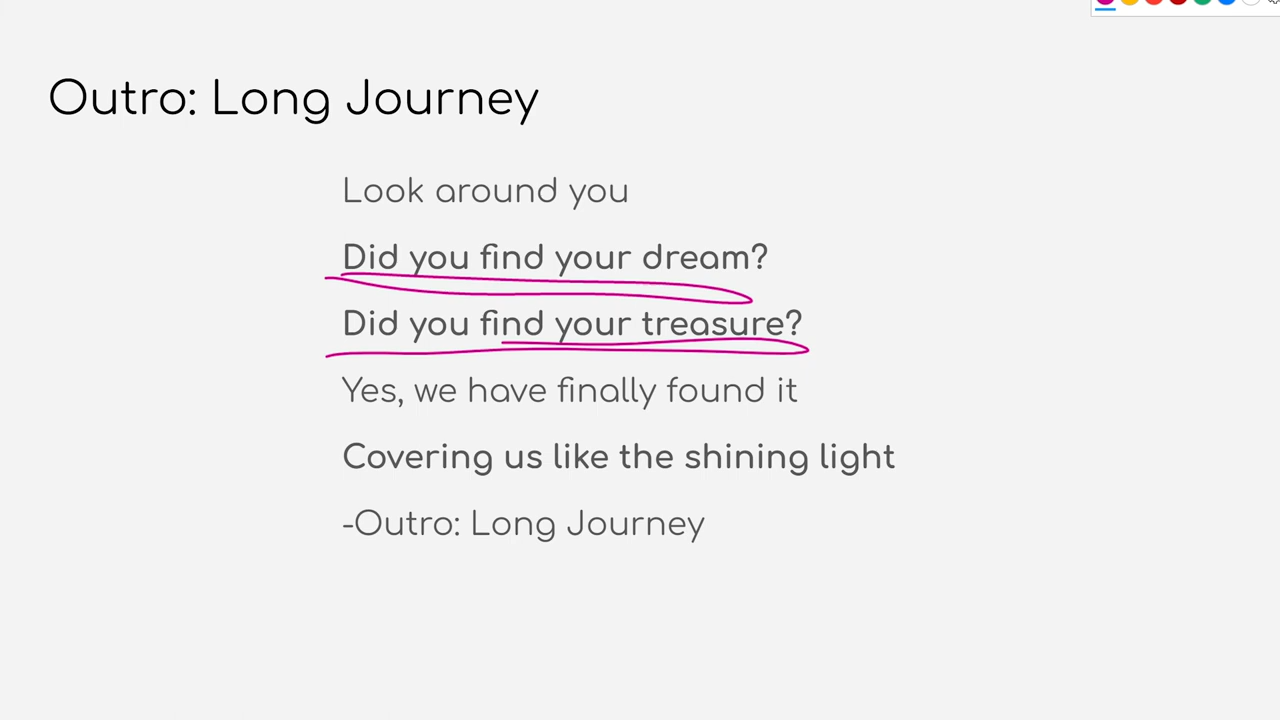 Outro: Long Journey
Look around you
Did you find your dream?
Did you find your treasure?
Yes, we have finally found it
Covering us like the shining light
-Outro: Long Journey